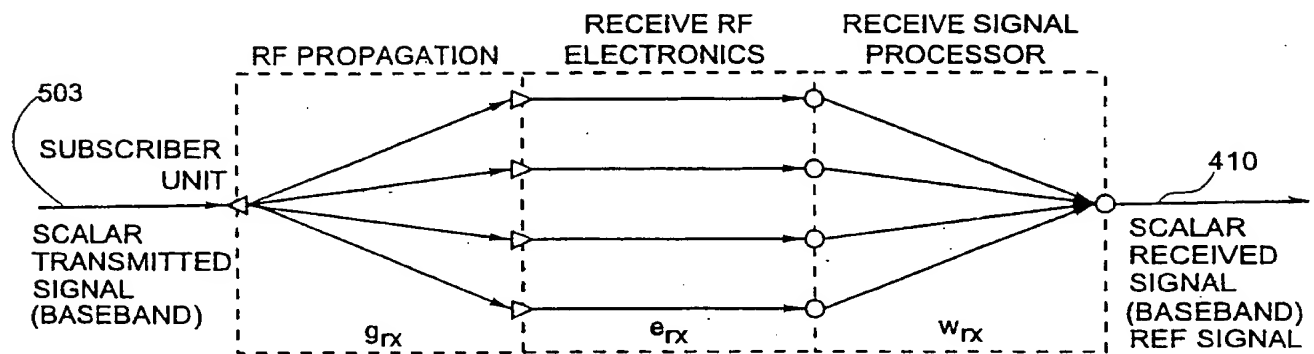 RF PROPAGATION
RECEIVE RF
ELECTRONICS
RECEIVE SIGNAL
PROCESSOR
503
SUBSCRIBER
UNIT
SCALAR
TRANSMITTED
SIGNAL
(BASEBAND)
410
SCALAR
RECEIVED
SIGNAL
(BASEBAND)
REF SIGNAL
grx
erx
wrx